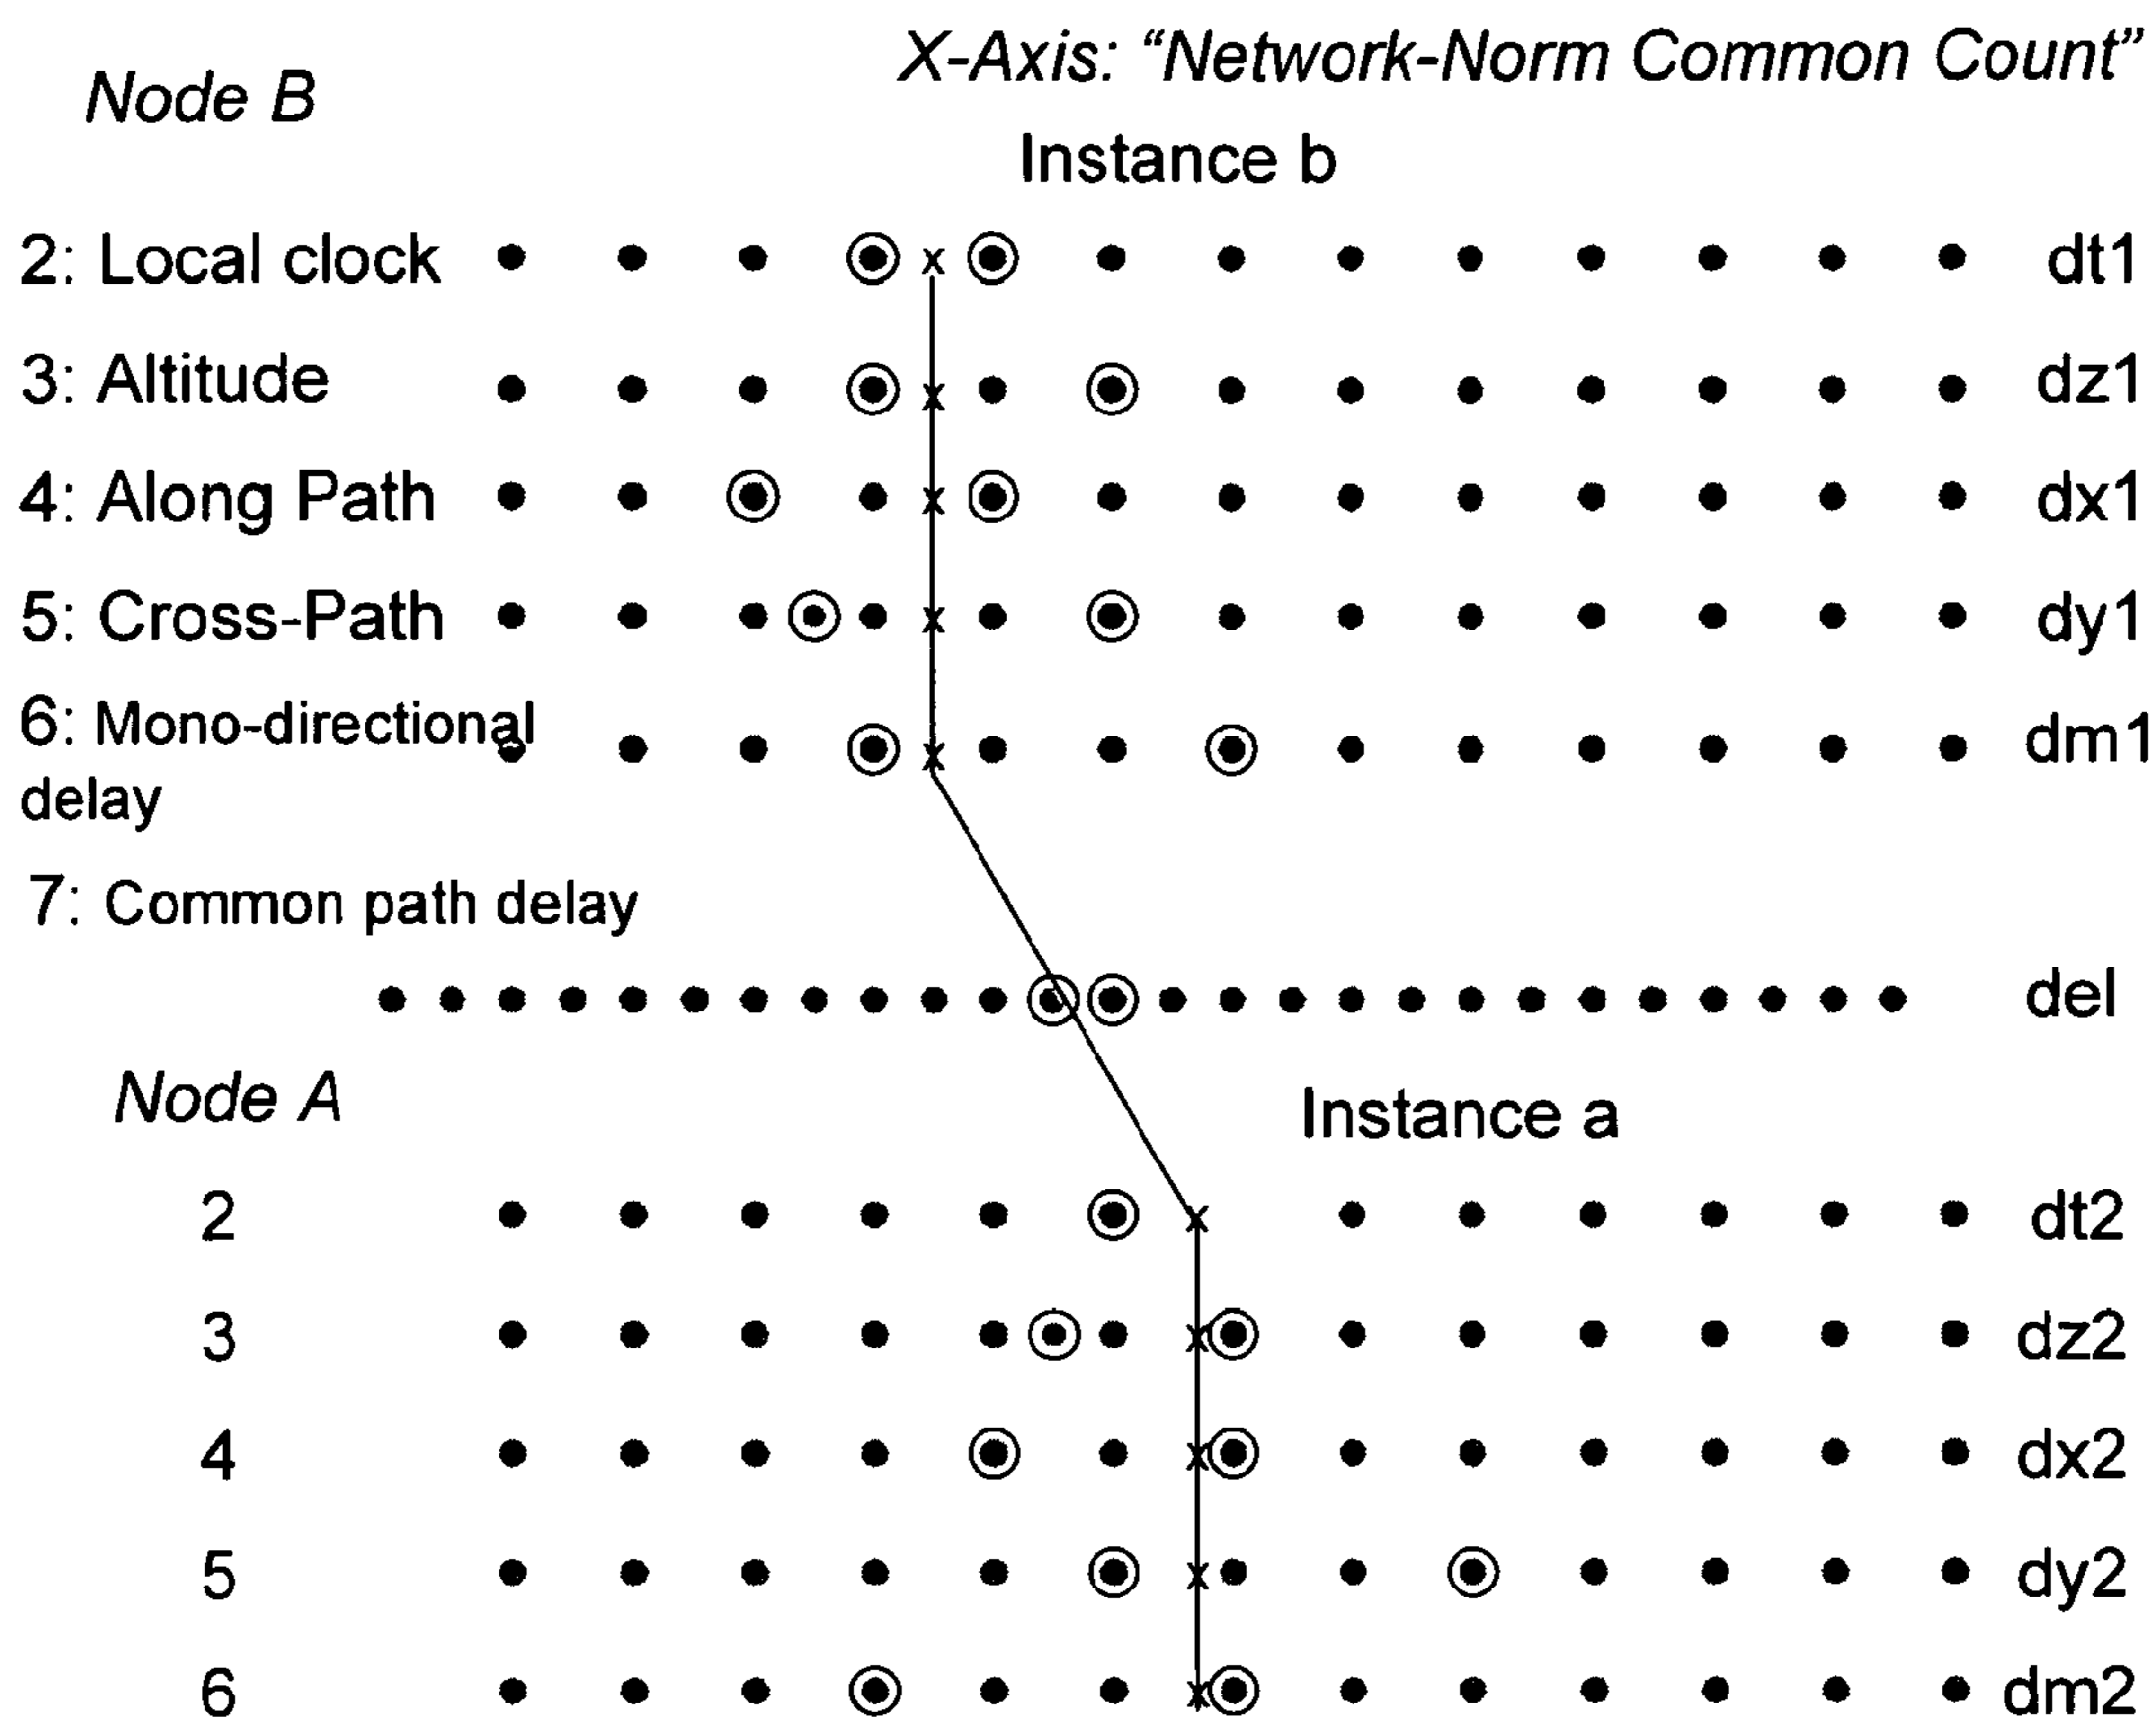 X-Axis: “Network-Norm Common Count”
Node B
Instance b
2: Local clock dt1
3: Altitude dz1
4: Along Path dx1
5: Cross-Path dy1
6: Mono-directional dm1
delay
7: Common path delay
del
Node A
Instance a
2 dt2
3 dz2
4 dx2
5 dy2
6 dm2